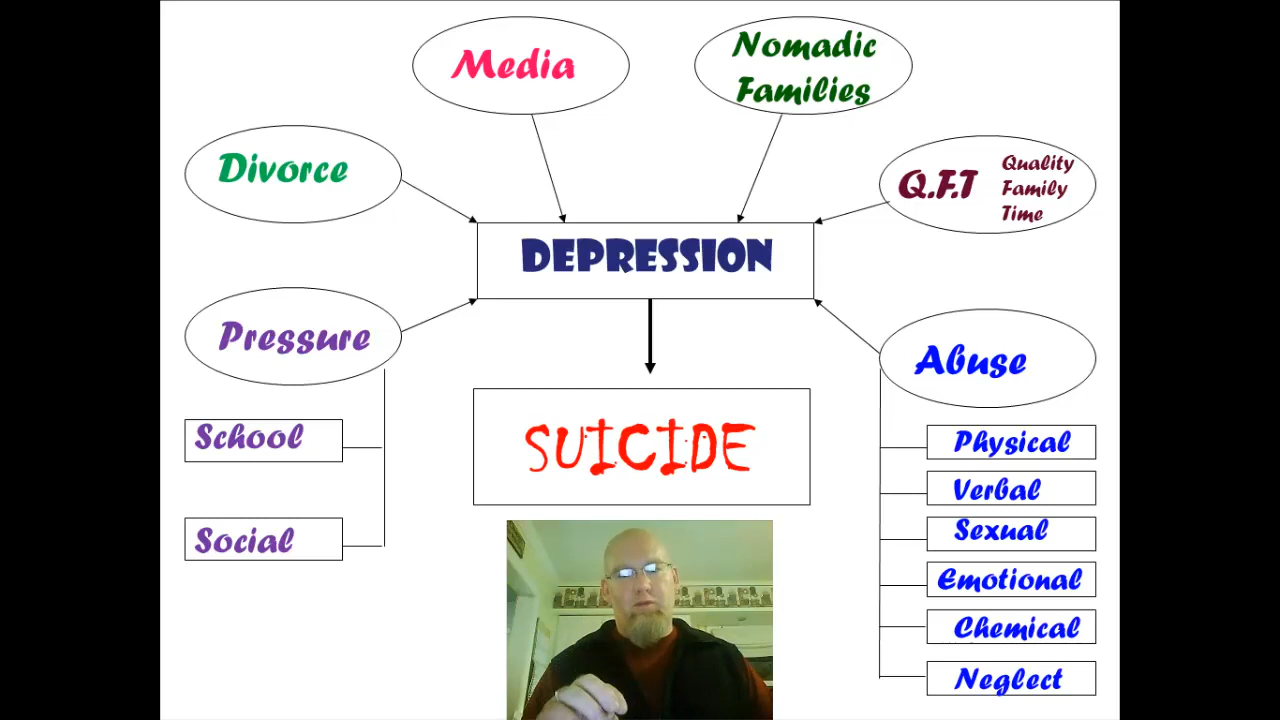 Media
Nomadic
Families
Divorce
Q.F.T
Quality
Family
Time
DEPRESSION
Pressure
Abuse
School
Social
SUICIDE
Physical
Verbal
Sexual
Emotional
Chemical
Neglect